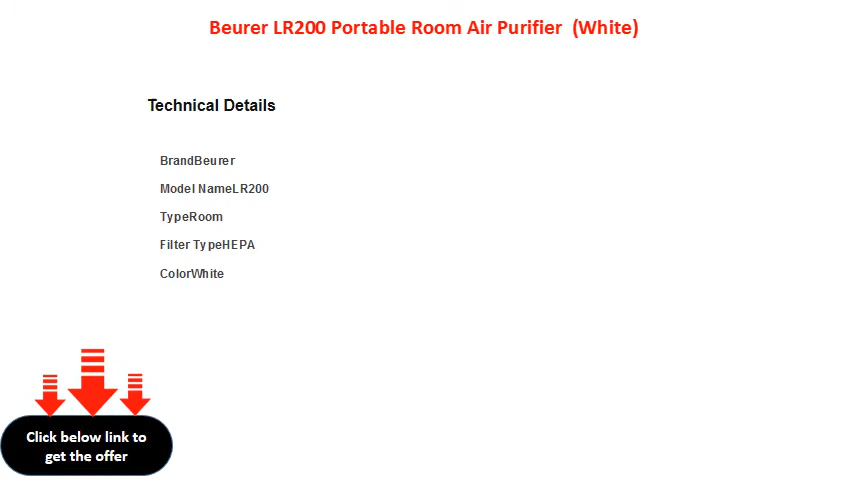 Beurer LR200 Portable Room Air Purifier  (White)
Technical Details
BrandBeurer
Model NameLR200
TypeRoom
Filter TypeHEPA
ColorWhite
Click below link to
get the offer